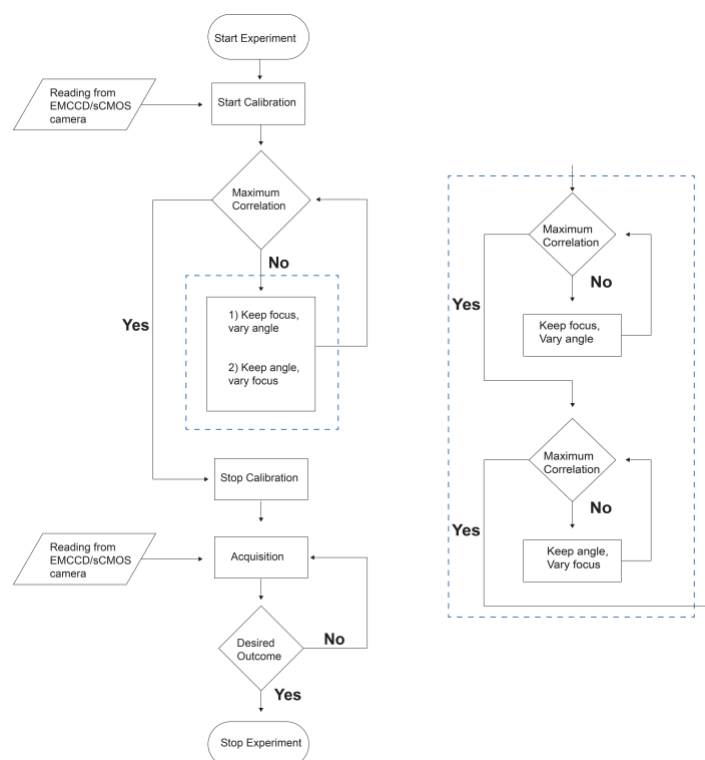 Start Experiment
Reading from
EMCCD/sCMOS
camera
Start Calibration
Maximum
Correlation
No
Yes
1) Keep focus,
vary angle
2) Keep angle,
vary focus
Stop Calibration
Reading from
EMCCD/sCMOS
camera
Acquisition
Desired
Outcome
No
Yes
Stop Experiment
Maximum
Correlation
No
Yes
Keep focus,
Vary angle
Maximum
Correlation
No
Yes
Keep angle,
Vary focus